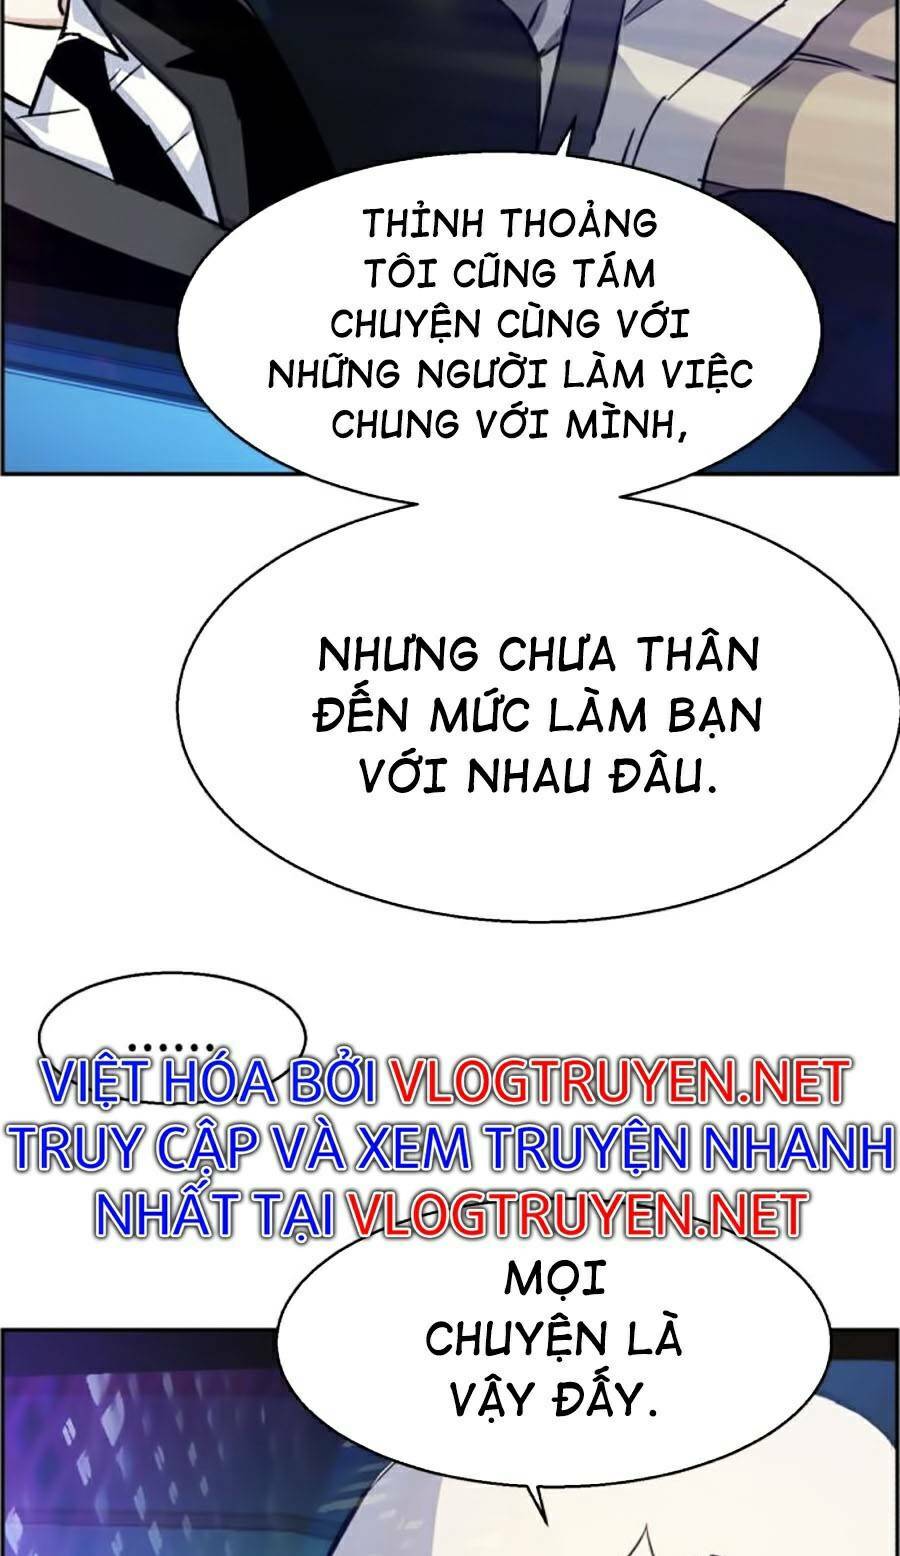 THỈNH THOẢNG
TÔI CŨNG TÁM
CHUYỆN CÙNG VỚI
NHỮNG NGƯỜI LÀM VIỆC
CHUNG VỚI MÌNH,
NHƯNG CHƯA THÂN
ĐẾN MỨC LÀM BẠN
VỚI NHAU ĐÂU.
......
VIỆT HÓA BỞI VLOGTRUYEN.NET
TRUY CẬP VÀ XEM TRUYỆN NHANH
NHẤT TẠI VLOGTRUYEN.NET
MỌI
CHUYỆN LÀ
VẬY ĐẤY.